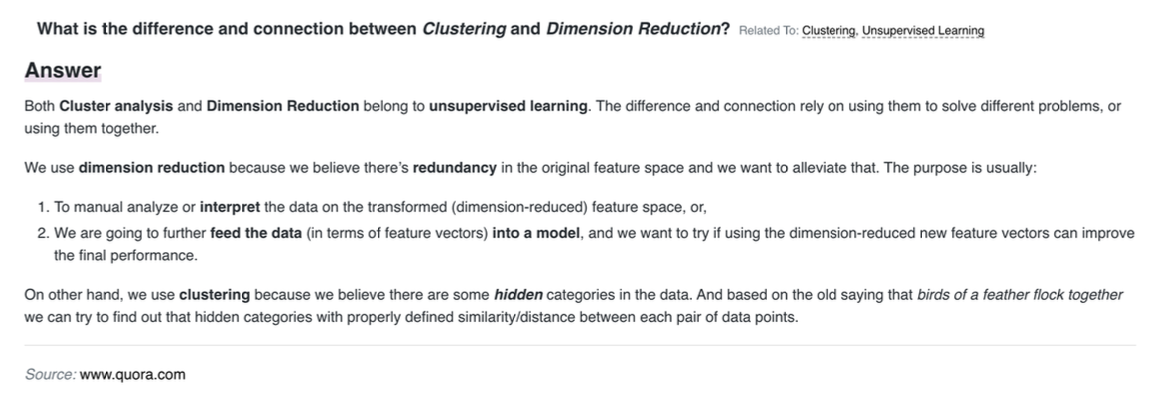 What is the difference and connection between Clustering and Dimension Reduction? Related To: Clustering, Unsupervised Learning
Answer
Both Cluster analysis and Dimension Reduction belong to unsupervised learning. The difference and connection rely on using them to solve different problems, or
using them together.
We use dimension reduction because we believe there's redundancy in the original feature space and we want to alleviate that. The purpose is usually:
1. To manual analyze or interpret the data on the transformed (dimension-reduced) feature space, or,
2. We are going to further feed the data (in terms of feature vectors) into a model, and we want to try if using the dimension-reduced new feature vectors can improve
the final performance.
On other hand, we use clustering because we believe there are some hidden categories in the data. And based on the old saying that birds of a feather flock together
we can try to find out that hidden categories with properly defined similarity/distance between each pair of data points.
Source: www.quora.com